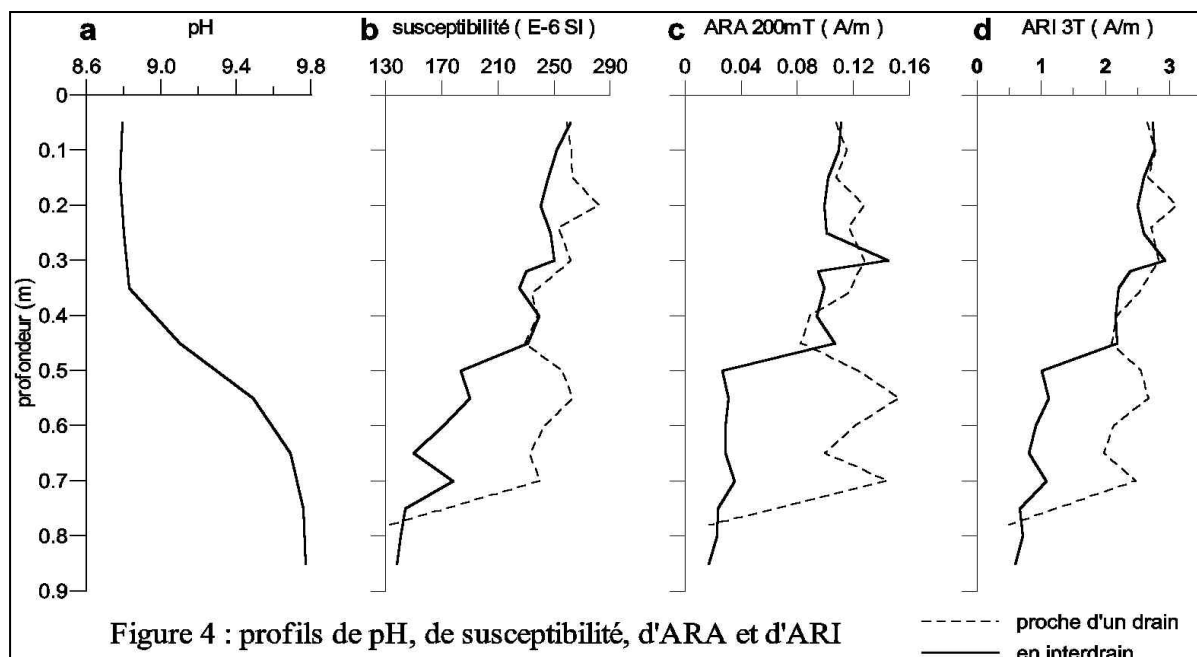 a pH b susceptibilité ( E-6 SI ) c ARA 200mT ( A/m ) d ARI 3T ( A/m )
8.6 9.0 9.4 9.8 130 170 210 250 290 0 0.04 0.08 0.12 0.16 0 1 2 3
0
0.1
0.2
0.3
0.4
0.5
0.6
0.7
0.8
0.9
profondeur (m)
Figure 4 : profils de pH, de susceptibilité, d'ARA et d'ARI
proche d'un drain
en interdrain